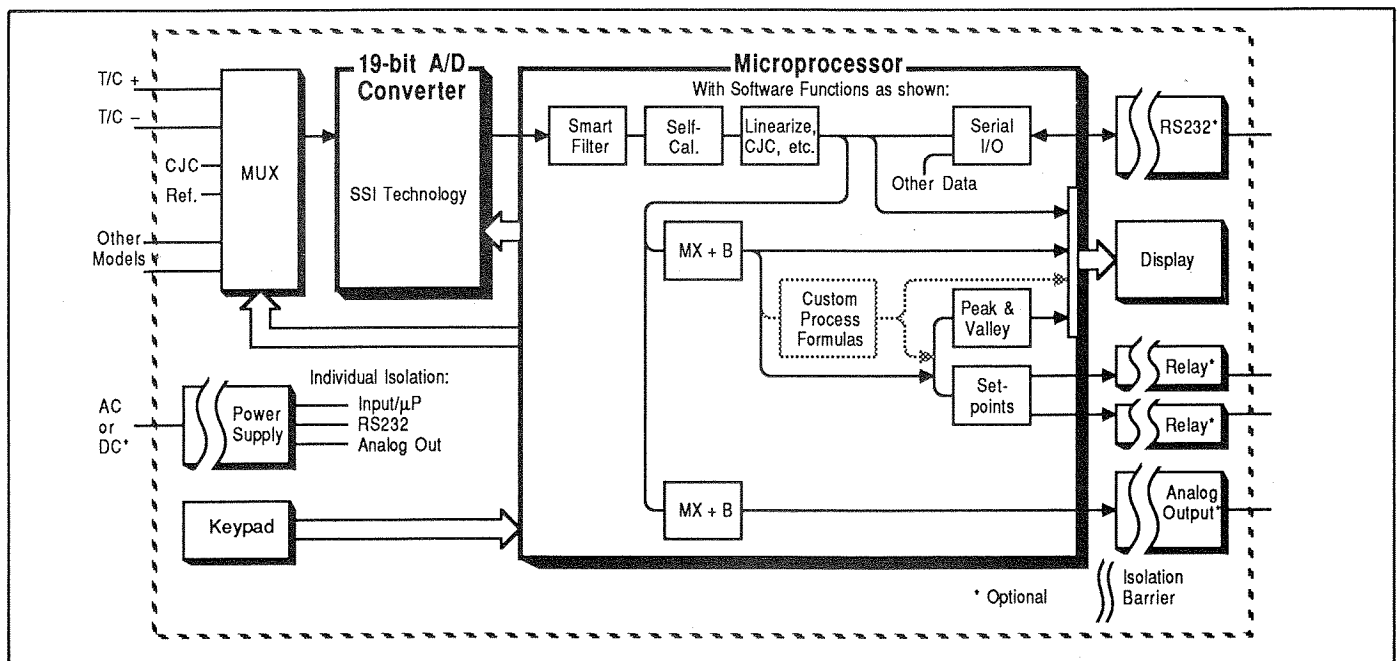 T/C +
T/C –
CJC
Ref.
Other
Models
MUX
19-bit A/D
Converter
SSI Technology
Microprocessor
With Software Functions as shown:
Smart
Filter
Self-
Cal.
Linearize,
CJC, etc.
Serial
I/O
Other Data
RS232*
MX + B
Custom
Process
Formulas
Peak &
Valley
Set-
points
Display
Relay*
Relay*
AC
or
DC*
Power
Supply
Individual Isolation:
Input/µP
RS232
Analog Out
Keypad
MX + B
Analog
Output*
* Optional
Isolation
Barrier